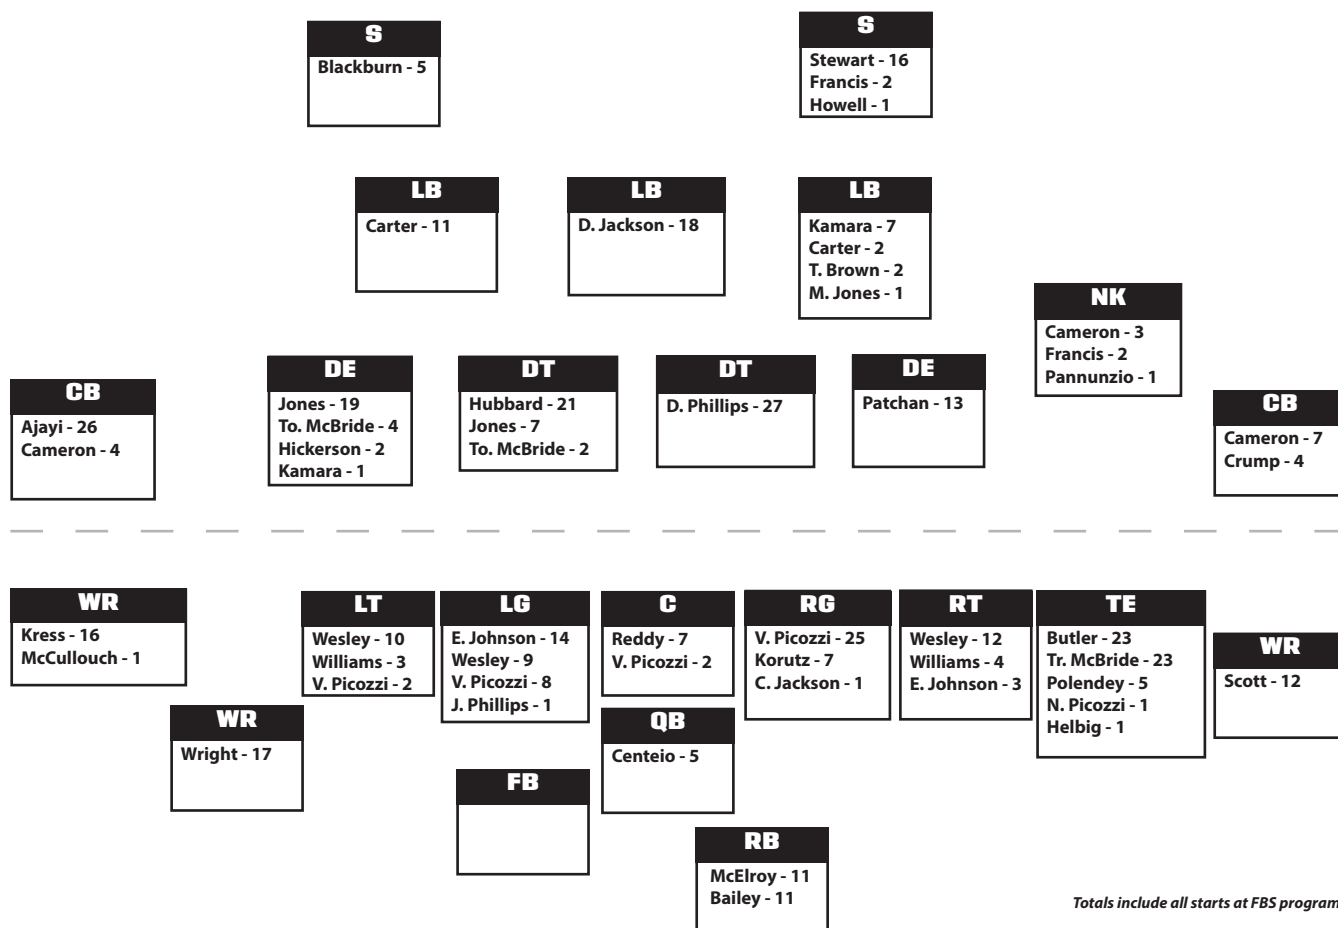 S
Blackburn - 5
S
Stewart - 16
Francis - 2
Howell - 1
LB
Carter - 11
LB
D. Jackson - 18
LB
Kamara - 7
Carter - 2
T. Brown - 2
M. Jones - 1
NK
Cameron - 3
Francis - 2
Pannunzio - 1
CB
Ajayi - 26
Cameron - 4
DE
Jones - 19
To. McBride - 4
Hickerson - 2
Kamara - 1
DT
Hubbard - 21
Jones - 7
To. McBride - 2
DT
D. Phillips - 27
DE
Patchan - 13
CB
Cameron - 7
Crump - 4
WR
Kress - 16
McCullouch - 1
WR
Wright - 17
LT
Wesley - 10
Williams - 3
V. Picozzi - 2
LG
E. Johnson - 14
Wesley - 9
V. Picozzi - 8
J. Phillips - 1
C
Reddy - 7
V. Picozzi - 2
RG
V. Picozzi - 25
Korutz - 7
C. Jackson - 1
RT
Wesley - 12
Williams - 4
E. Johnson - 3
TE
Butler - 23
Tr. McBride - 23
Polendey - 5
N. Picozzi - 1
Helbig - 1
WR
Scott - 12
QB
Centeio - 5
FB
RB
McElroy - 11
Bailey - 11
Totals include all starts at FBS program